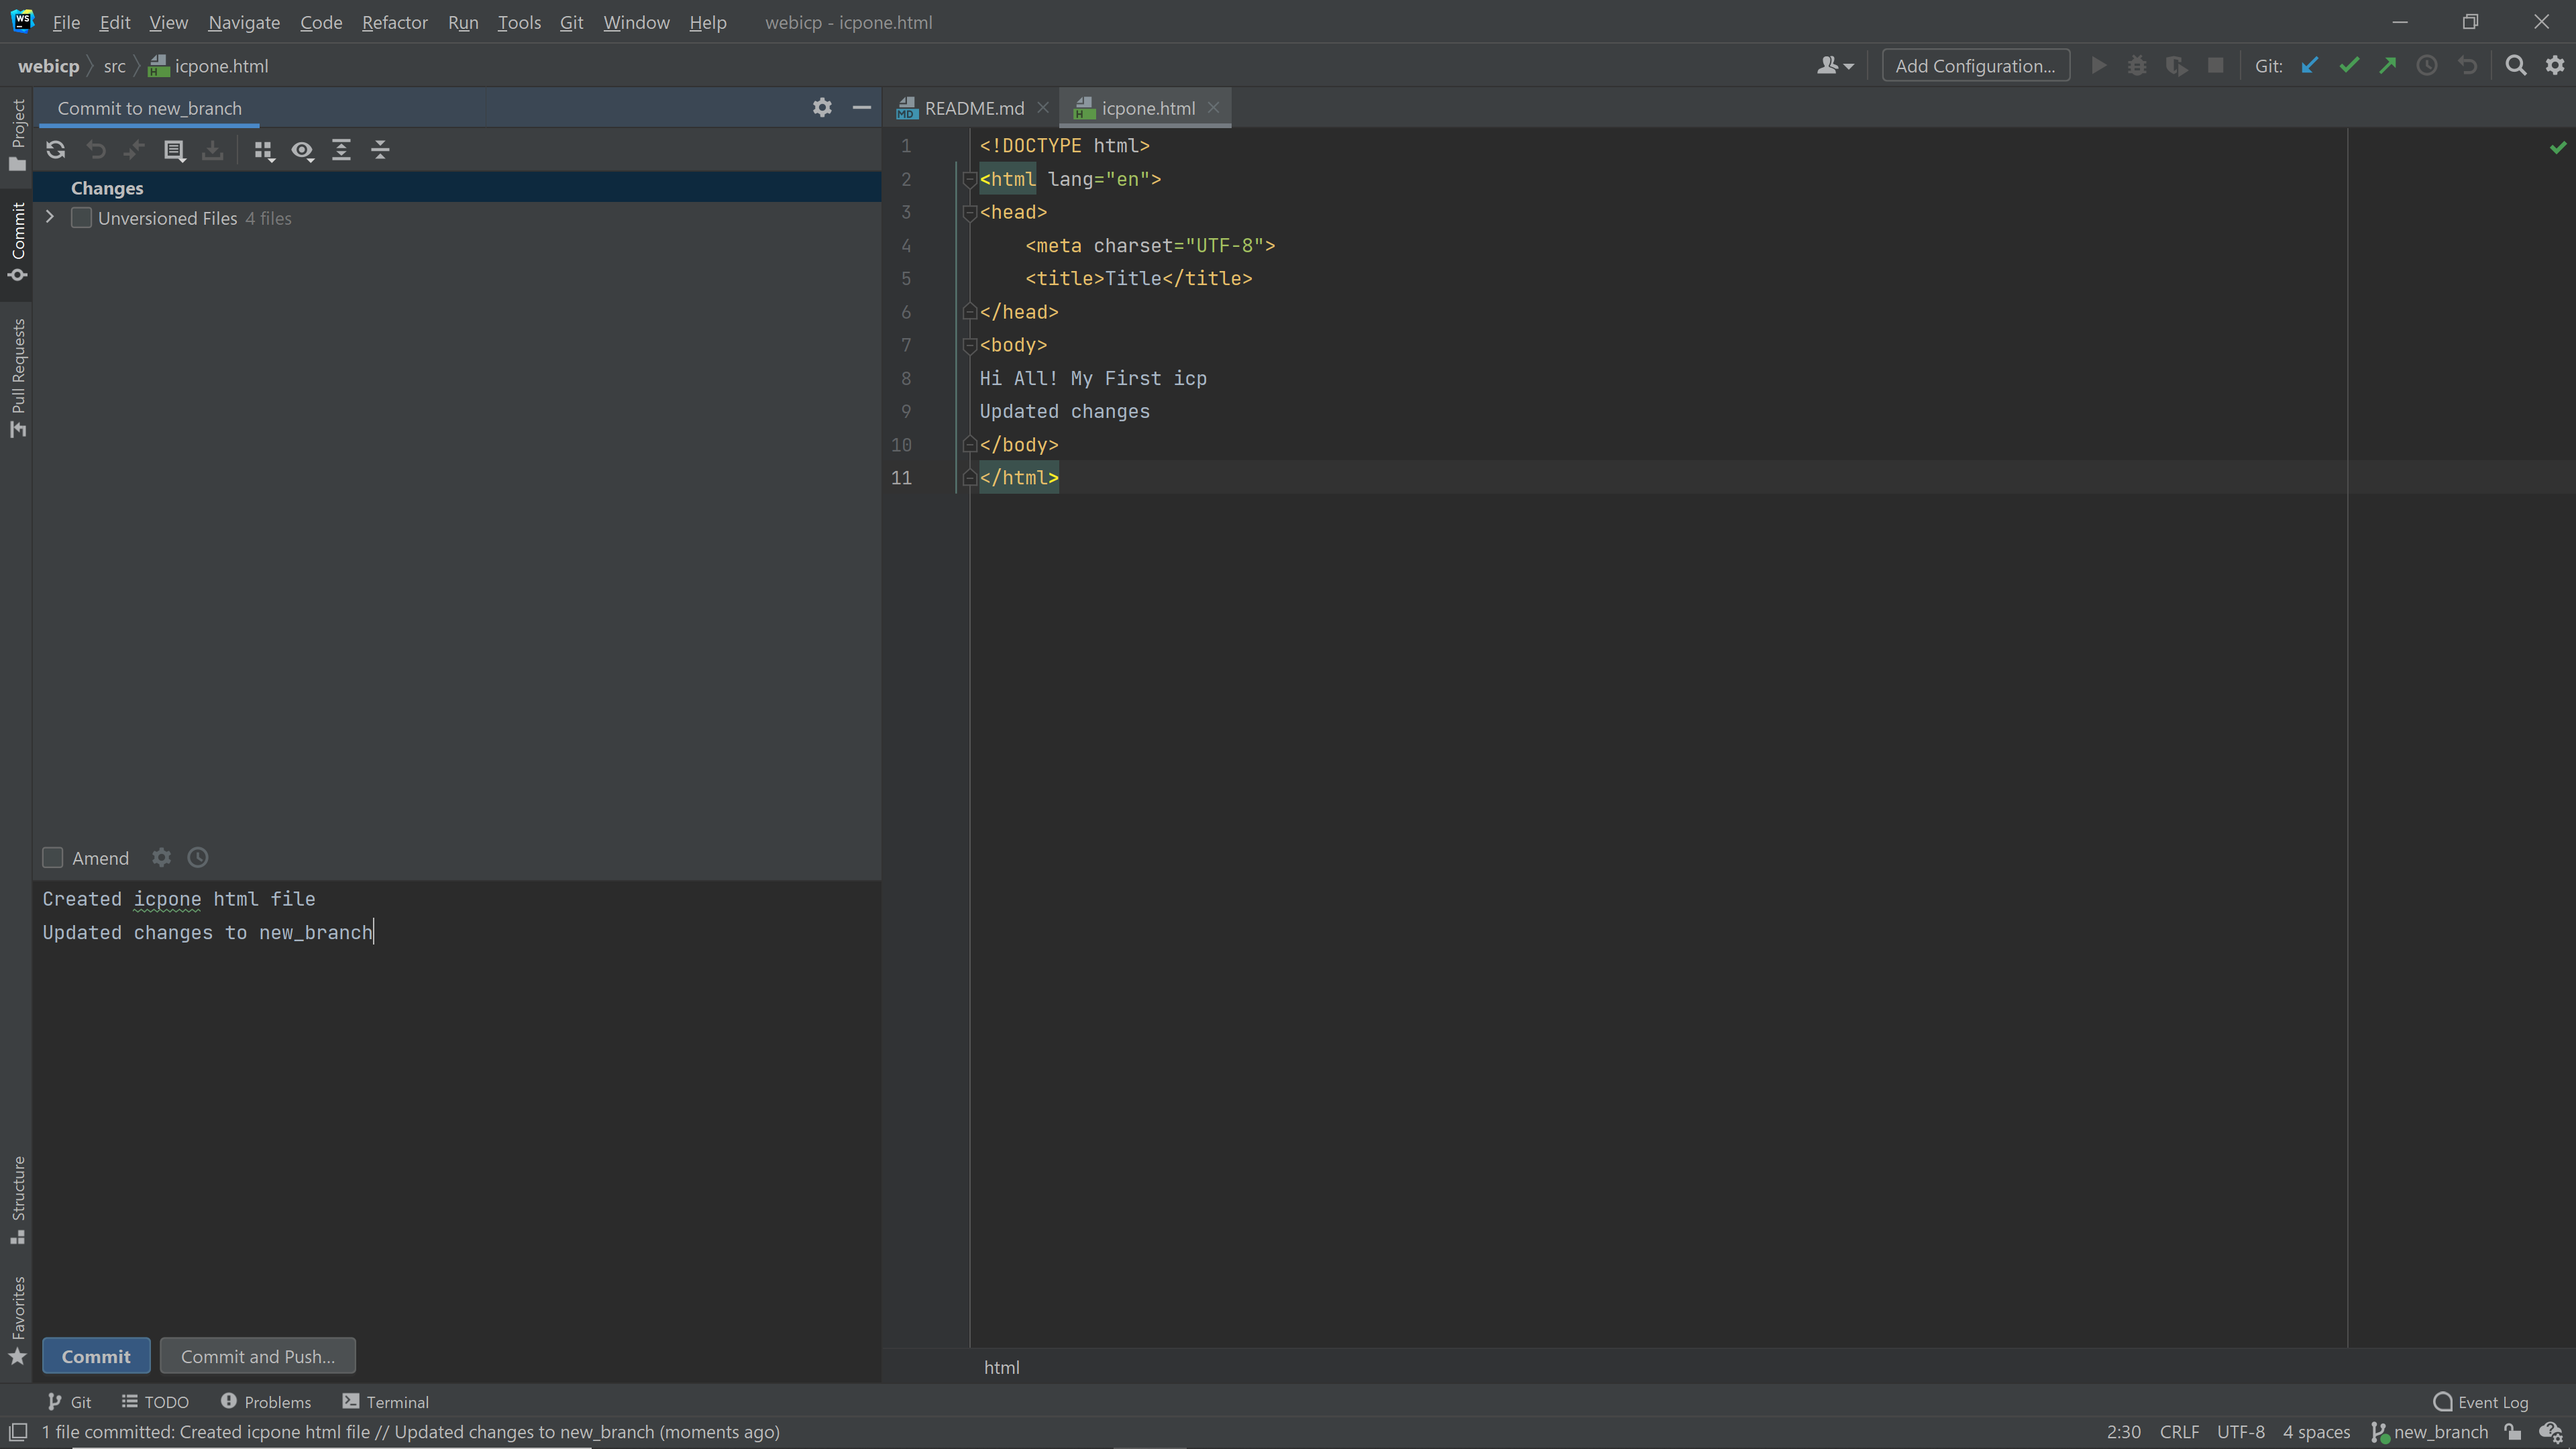 WS File Edit View Navigate Code Refactor Run Tools Git Window Help webicp - icpone.html
webicp src icpone.html Add Configuration... Git:
Commit to new_branch
README.md icpone.html
Project
Commit
Pull Requests
Structure
Favorites
Changes
Unversioned Files 4 files
Amend
Created icpone html file
Updated changes to new_branch
Commit Commit and Push...
1 <!DOCTYPE html>
2 <html lang="en">
3 <head>
4 <meta charset="UTF-8">
5 <title>Title</title>
6 </head>
7 <body>
8 Hi All! My First icp
9 Updated changes
10 </body>
11 </html>
html
Git TODO Problems Terminal Event Log
1 file committed: Created icpone html file // Updated changes to new_branch (moments ago) 2:30 CRLF UTF-8 4 spaces new_branch